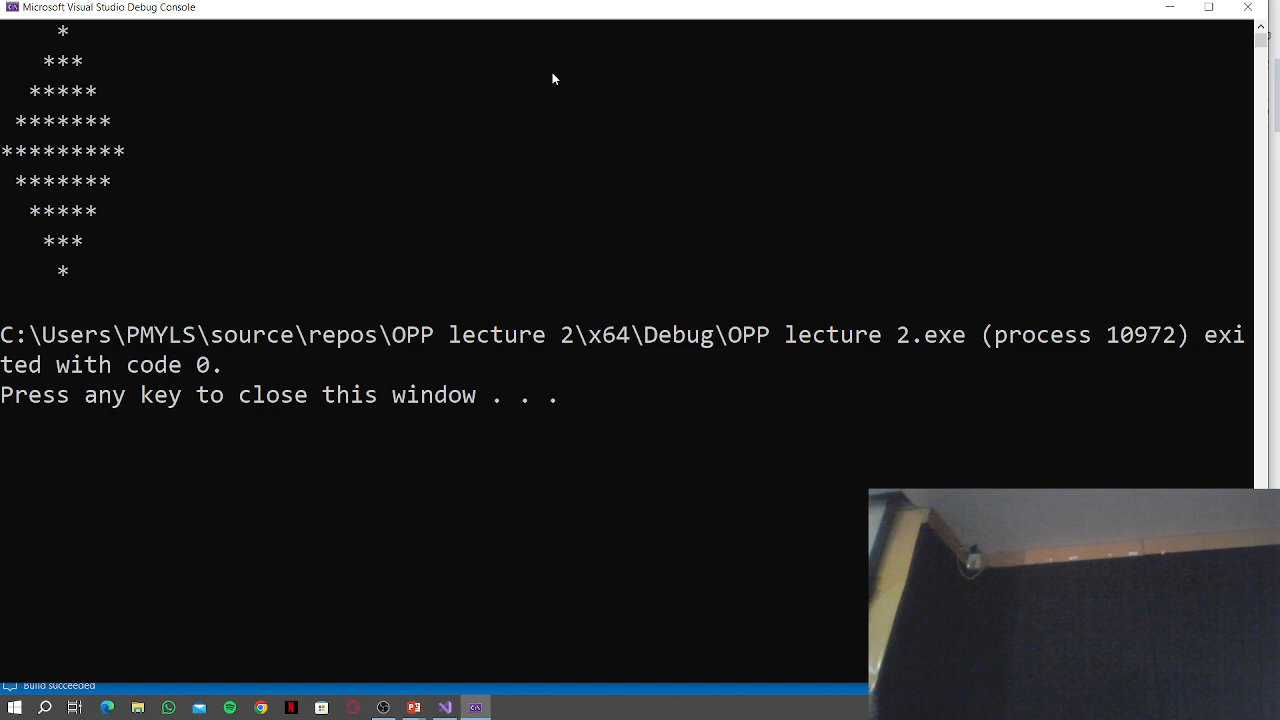 Microsoft Visual Studio Debug Console
*
***
*****
*******
*********
*******
*****
***
*
C:\Users\PMYLS\source\repos\OPP lecture 2\x64\Debug\OPP lecture 2.exe (process 10972) exi
ted with code 0.
Press any key to close this window . . .
Build succeeded